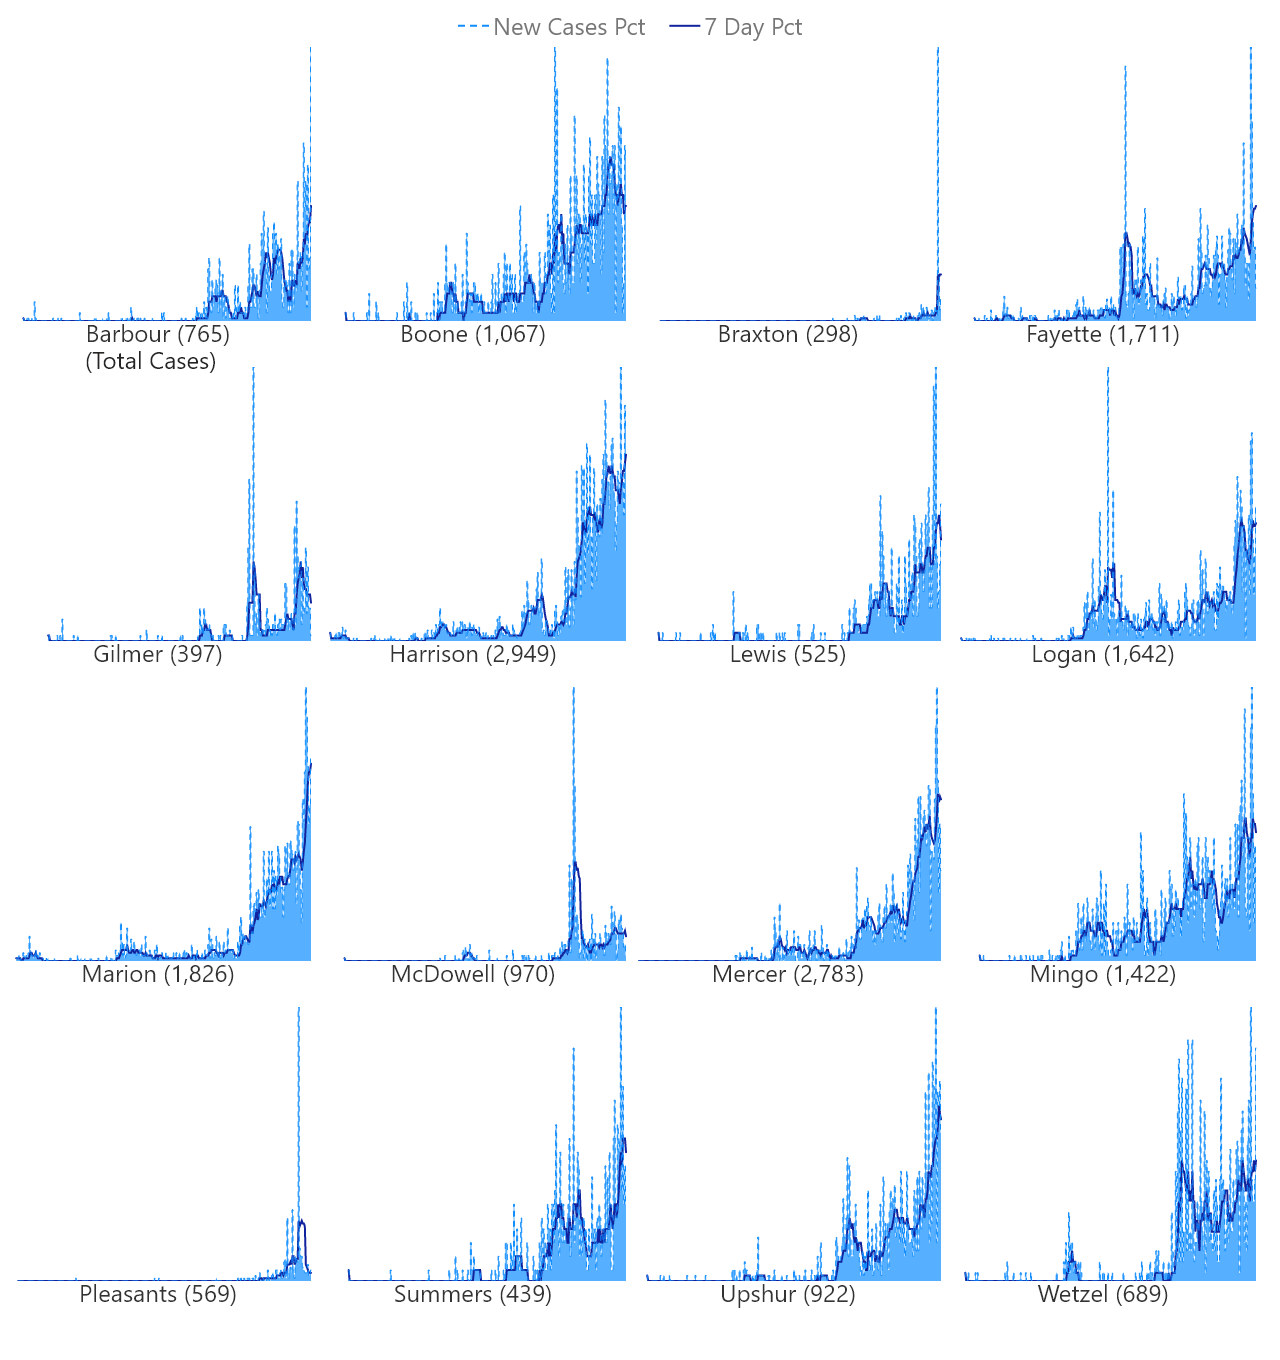 New Cases Pct 7 Day Pct
Barbour (765) Boone (1,067) Braxton (298) Fayette (1,711)
(Total Cases)
Gilmer (397) Harrison (2,949) Lewis (525) Logan (1,642)
Marion (1,826) McDowell (970) Mercer (2,783) Mingo (1,422)
Pleasants (569) Summers (439) Upshur (922) Wetzel (689)